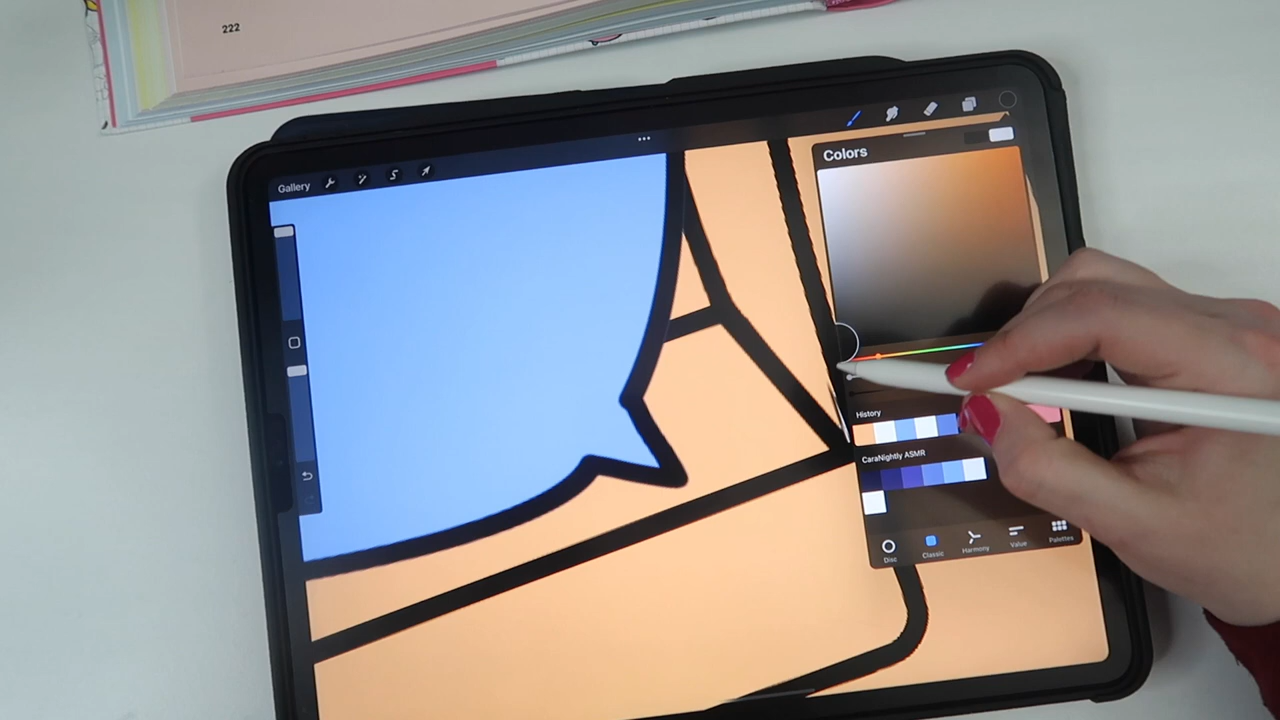 222
Gallery
Colors
History
CaraNightly ASMR
Disc
Classic
Harmony
Value
Palettes